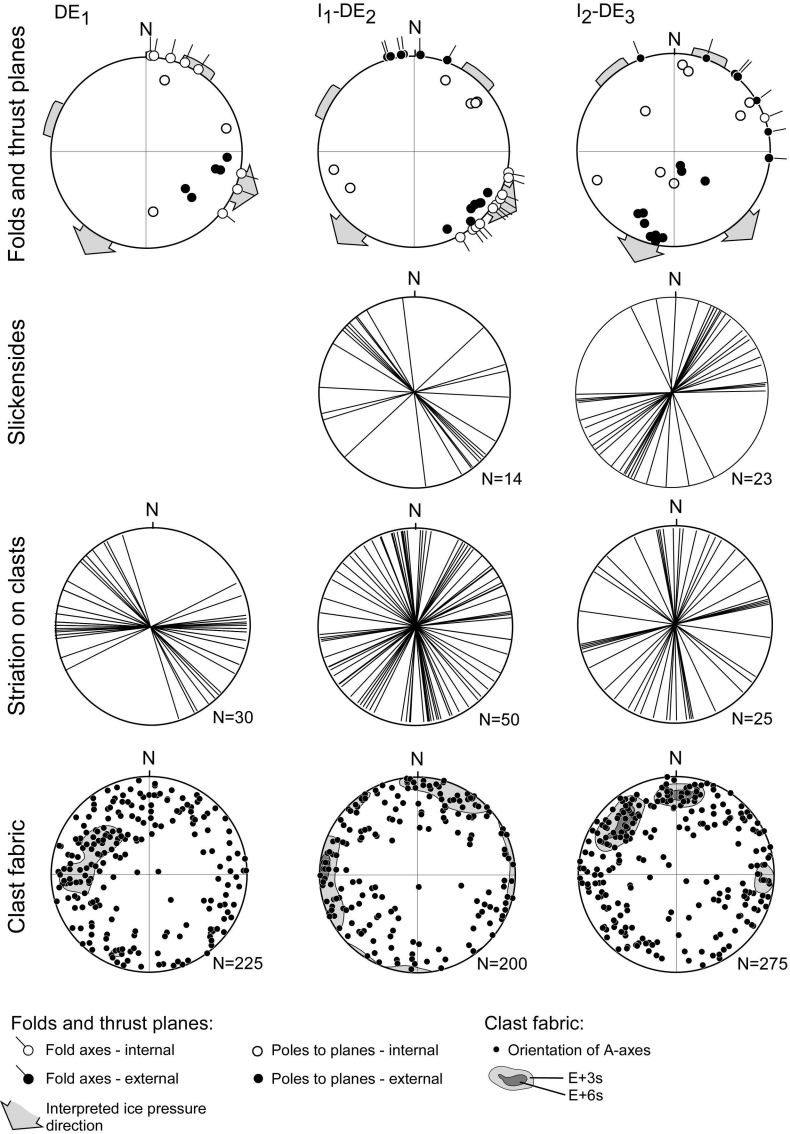 DE1 I1-DE2 I2-DE3
Folds and thrust planes
N N N
Slickensides
N N
N=14 N=23
Striation on clasts
N N N
N=30 N=50 N=25
Clast fabric
N N N
N=225 N=200 N=275
Folds and thrust planes:
Fold axes - internal
Fold axes - external
Interpreted ice pressure
direction
Poles to planes - internal
Poles to planes - external
Clast fabric:
Orientation of A-axes
E+3s
E+6s